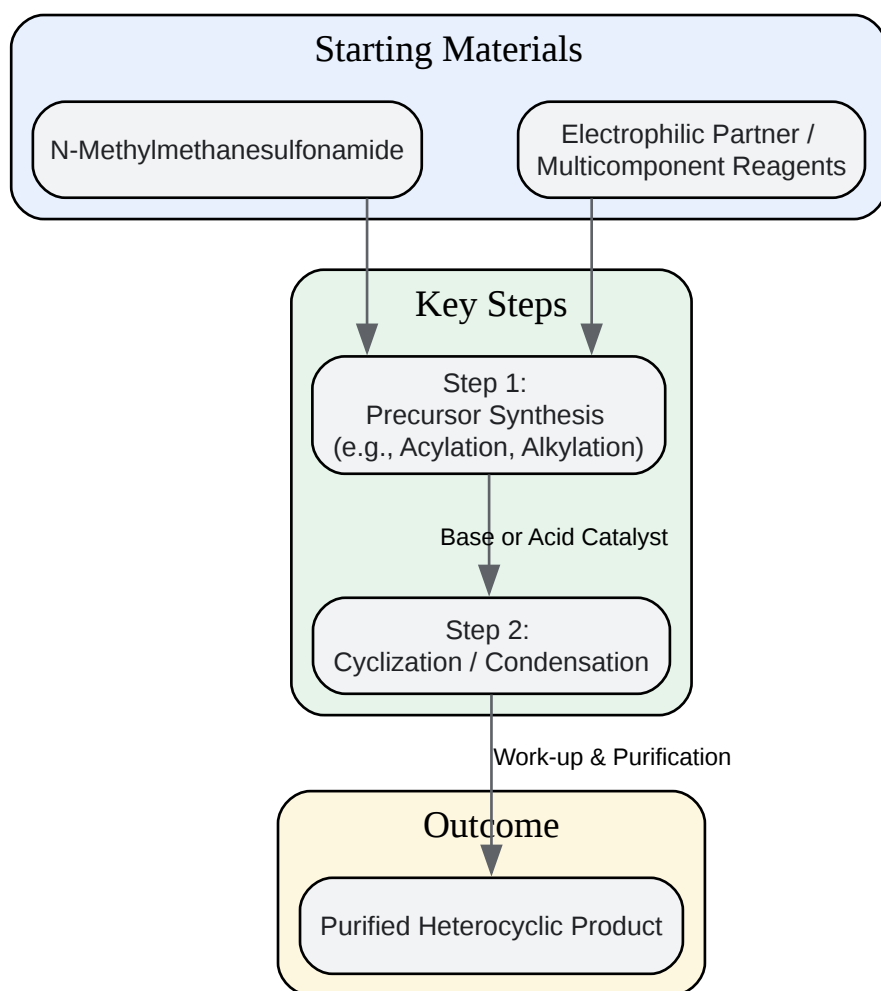 Starting Materials
N-Methylmethanesulfonamide
Electrophilic Partner /
Multicomponent Reagents
Key Steps
Step 1:
Precursor Synthesis
(e.g., Acylation, Alkylation)
Base or Acid Catalyst
Step 2:
Cyclization / Condensation
Work-up & Purification
Outcome
Purified Heterocyclic Product